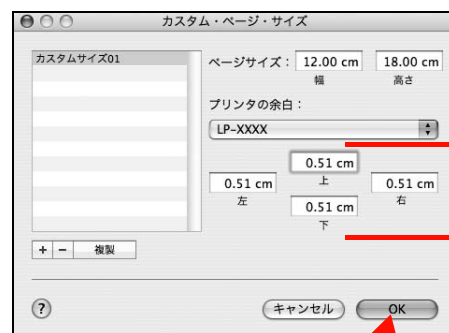 カスタム・ページ・サイズ
カスタムサイズ01
ページサイズ： 12.00 cm 18.00 cm
幅 高さ
プリンタの余白：
LP-XXXX
0.51 cm
上
0.51 cm 0.51 cm
左 右
0.51 cm
下
+ − 複製
? キャンセル OK